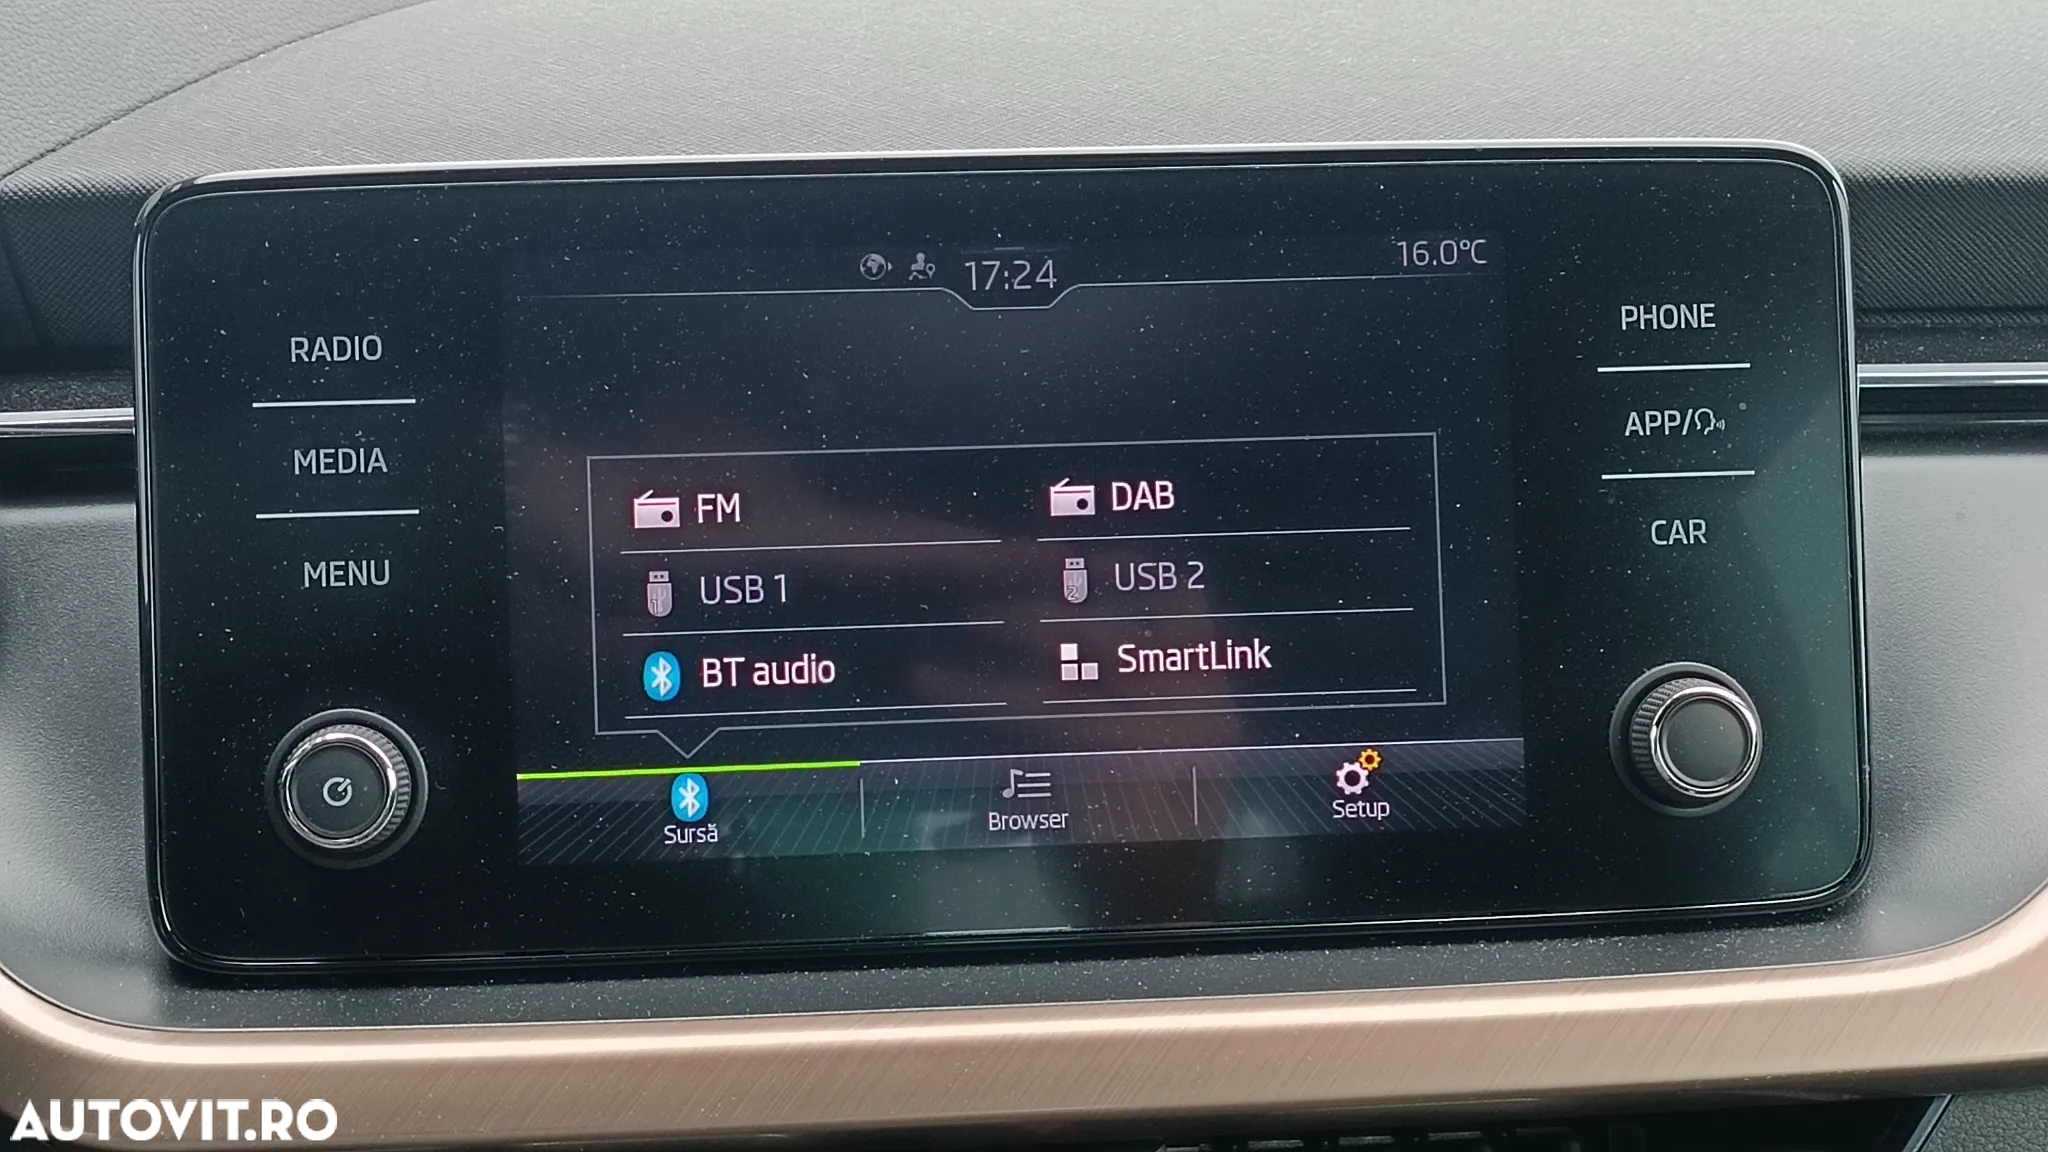 17:24
16.0°C
RADIO
MEDIA
MENU
PHONE
APP/
CAR
FM
DAB
USB 1
USB 2
BT audio
SmartLink
Sursă
Browser
Setup
AUTOVIT.RO